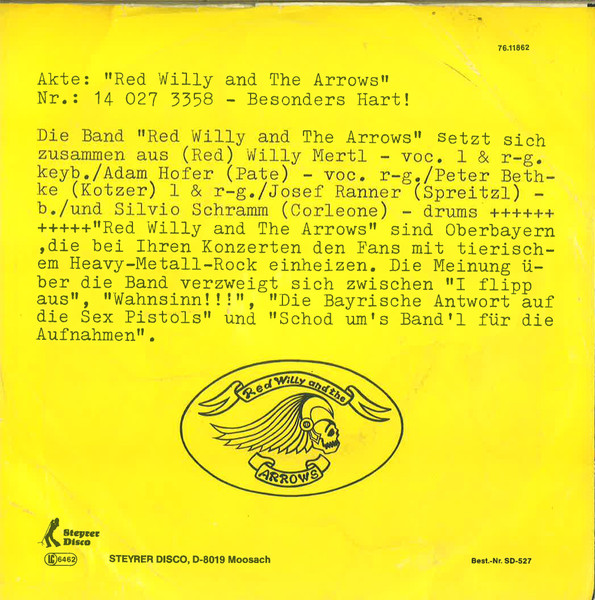 76.11862
Akte: "Red Willy and The Arrows"
Nr.: 14 027 3358 - Besonders Hart!
Die Band "Red Willy and The Arrows" setzt sich
zusammen aus (Red) Willy Mertl - voc. l & r-g.
keyb./Adam Hofer (Pate) - voc. r-g./Peter Beth-
ke (Kotzer) l & r-g./Josef Ranner (Spreitzl) -
b./und Silvio Schramm (Corleone) - drums ++++++
+++++"Red Willy and The Arrows" sind Oberbayern
,die bei Ihren Konzerten den Fans mit tierisch-
em Heavy-Metall-Rock einheizen. Die Meinung ü-
ber die Band verzweigt sich zwischen "I flipp
aus", "Wahnsinn!!!", "Die Bayrische Antwort auf
die Sex Pistols" und "Schod um's Band'l für die
Aufnahmen".
Red Willy and the
ARROWS
Steyrer
Disco
LC 6462
STEYRER DISCO, D-8019 Moosach
Best.-Nr. SD-527